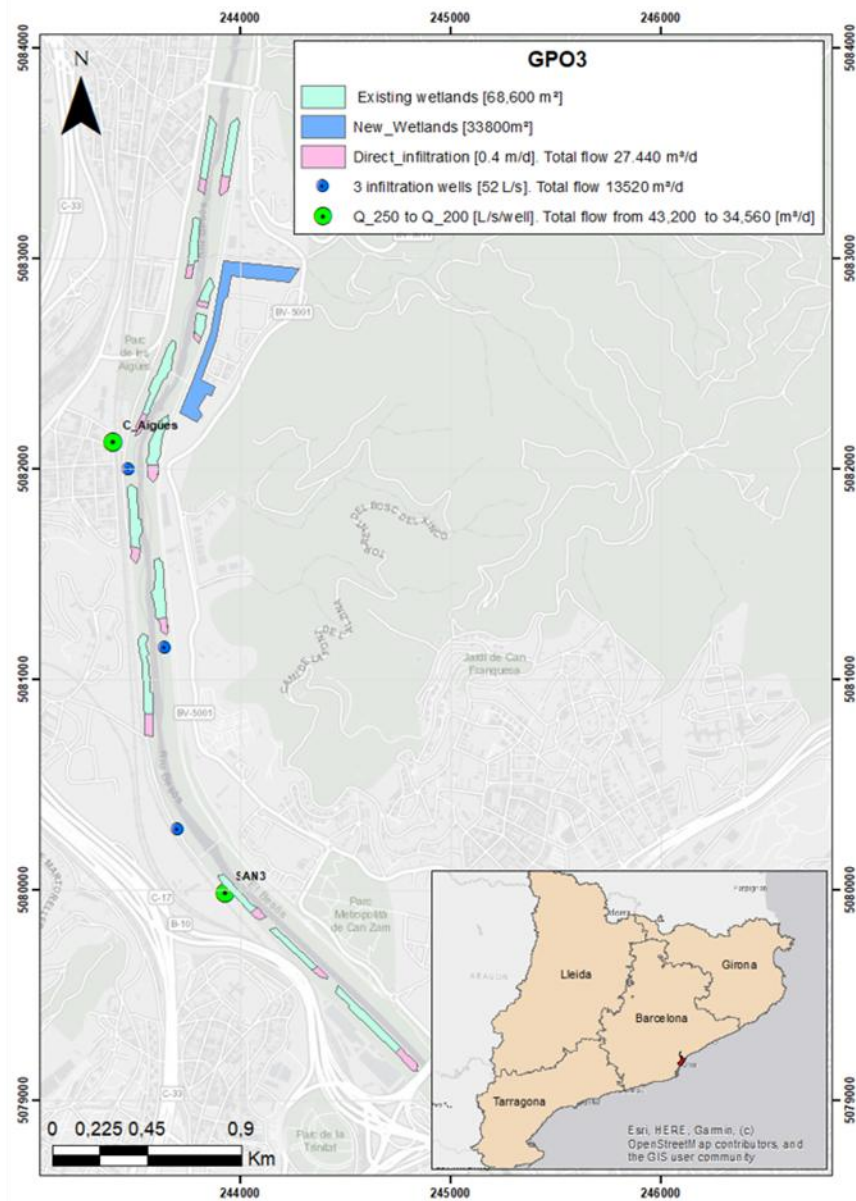 244000 245000 246000
5084000
5083000
5082000
5081000
5080000
5079000
N
GPO3
Existing wetlands [68,600 m²]
New_Wetlands [33800m²]
Direct_infiltration [0.4 m/d]. Total flow 27.440 m³/d
3 infiltration wells [52 L/s]. Total flow 13520 m³/d
Q_250 to Q_200 [L/s/well]. Total flow from 43,200 to 34,560 [m³/d]
C-33
BV-5001
Parc
de les
Aigües
C_Aigües
TORRENT DEL BOSC DEL XINCO
Jardí de Can
Franquesa
BV-5001
Riu Besòs
SAN3
C-17
B-10
Parc
Metropolità
de Can Zam
C-33
Parc de la
Trinitat
Lleida
Girona
Barcelona
Tarragona
Esri, HERE, Garmin, (c)
OpenStreetMap contributors, and
the GIS user community
0 0,225 0,45 0,9
Km
5084000
5083000
5082000
5081000
5080000
5079000
244000 245000 246000